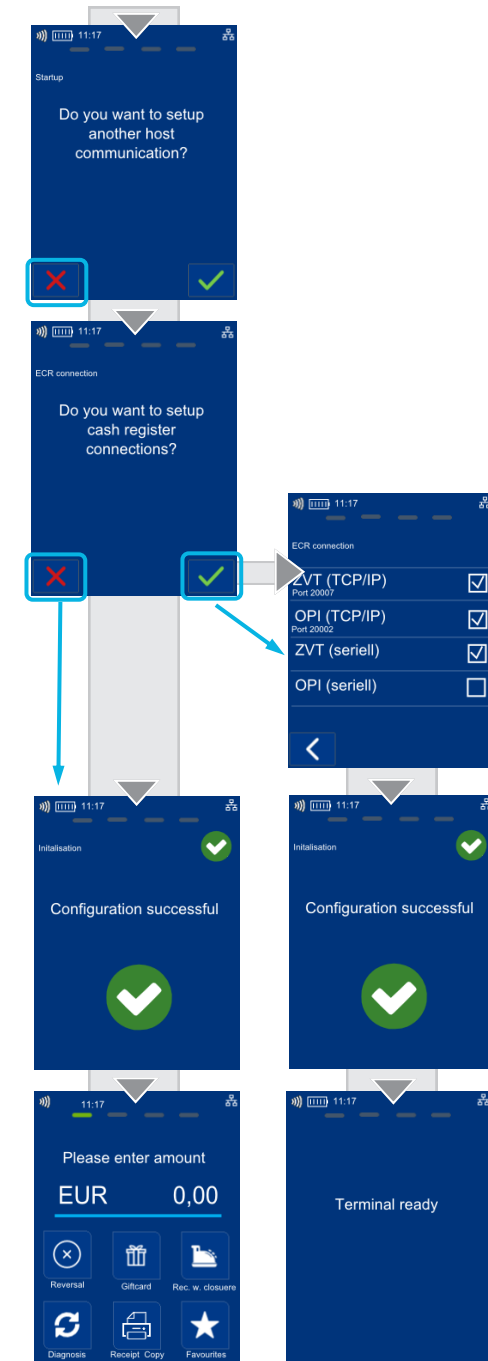 11:17
Startup
Do you want to setup
another host
communication?
11:17
ECR connection
Do you want to setup
cash register
connections?
11:17
ECR connection
ZVT (TCP/IP)
Port 20007
OPI (TCP/IP)
Port 20002
ZVT (seriell)
OPI (seriell)
11:17
Initalisation
Configuration successful
11:17
Initalisation
Configuration successful
11:17
Please enter amount
EUR 0,00
Reversal Giftcard Rec. w. closuere
Diagnosis Receipt Copy Favourites
11:17
Terminal ready